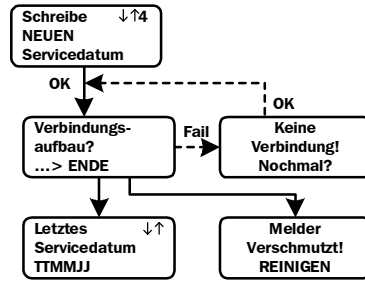 Schreibe ↓↑4
NEUEN
Servicedatum
OK
OK
Verbindungs-
aufbau?
...> ENDE
Fail
Keine
Verbindung!
Nochmal?
Letztes ↓↑
Servicedatum
TTMMJJ
Melder
Verschmutzt!
REINIGEN